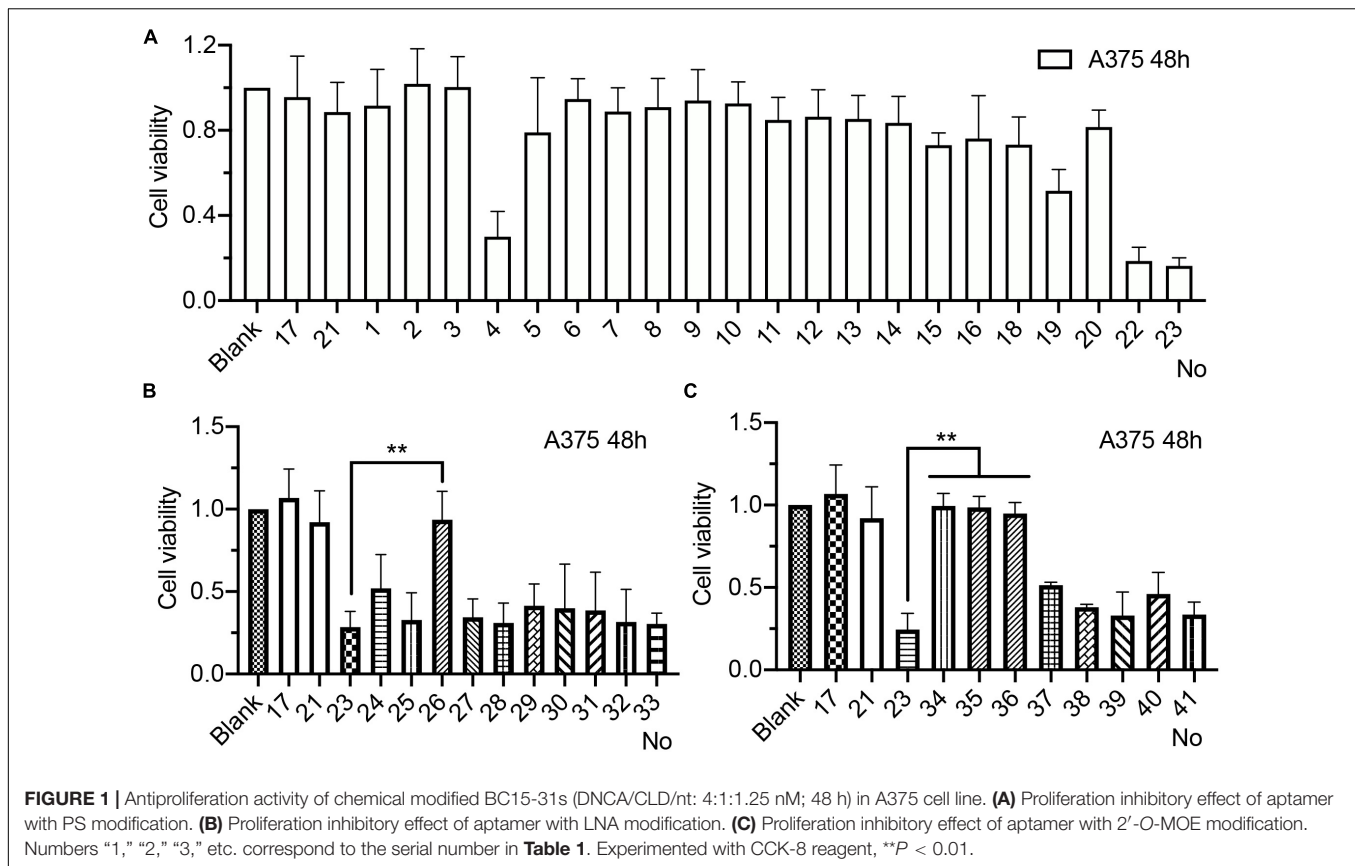 A
1.2
A375 48h
0.8
0.4
0.0
Cell viability
Blank 17 21 1 2 3 4 5 6 7 8 9 10 11 12 13 14 15 16 18 19 20 22 23
No
B
1.5
**
A375 48h
1.0
0.5
0.0
Cell viability
Blank 17 21 23 24 25 26 27 28 29 30 31 32 33
No
C
1.5
**
A375 48h
1.0
0.5
0.0
Cell viability
Blank 17 21 23 34 35 36 37 38 39 40 41
No
FIGURE 1 | Antiproliferation activity of chemical modified BC15-31s (DNCA/CLD/nt: 4:1:1.25 nM; 48 h) in A375 cell line. (A) Proliferation inhibitory effect of aptamer
with PS modification. (B) Proliferation inhibitory effect of aptamer with LNA modification. (C) Proliferation inhibitory effect of aptamer with 2′-O-MOE modification.
Numbers “1,” “2,” “3,” etc. correspond to the serial number in Table 1. Experimented with CCK-8 reagent, **P < 0.01.